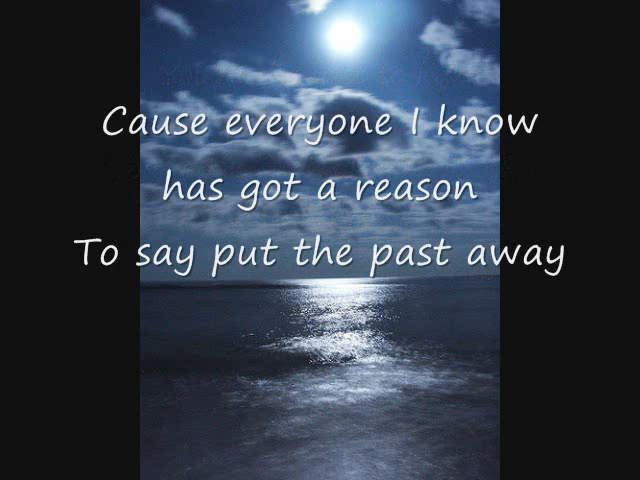 Cause everyone I know
has got a reason
To say put the past away